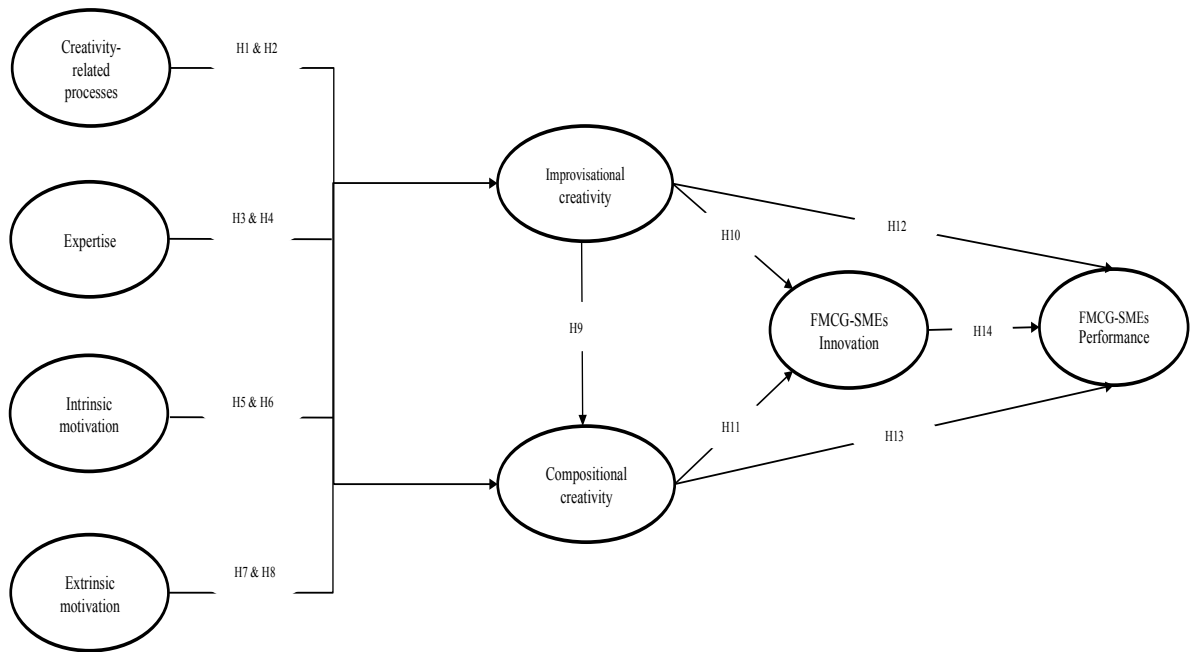 Creativity-
related
processes
H1 & H2
Expertise
H3 & H4
Intrinsic
motivation
H5 & H6
Extrinsic
motivation
H7 & H8
Improvisational
creativity
H9
Compositional
creativity
H10
H11
H12
H13
FMCG-SMEs
Innovation
H14
FMCG-SMEs
Performance